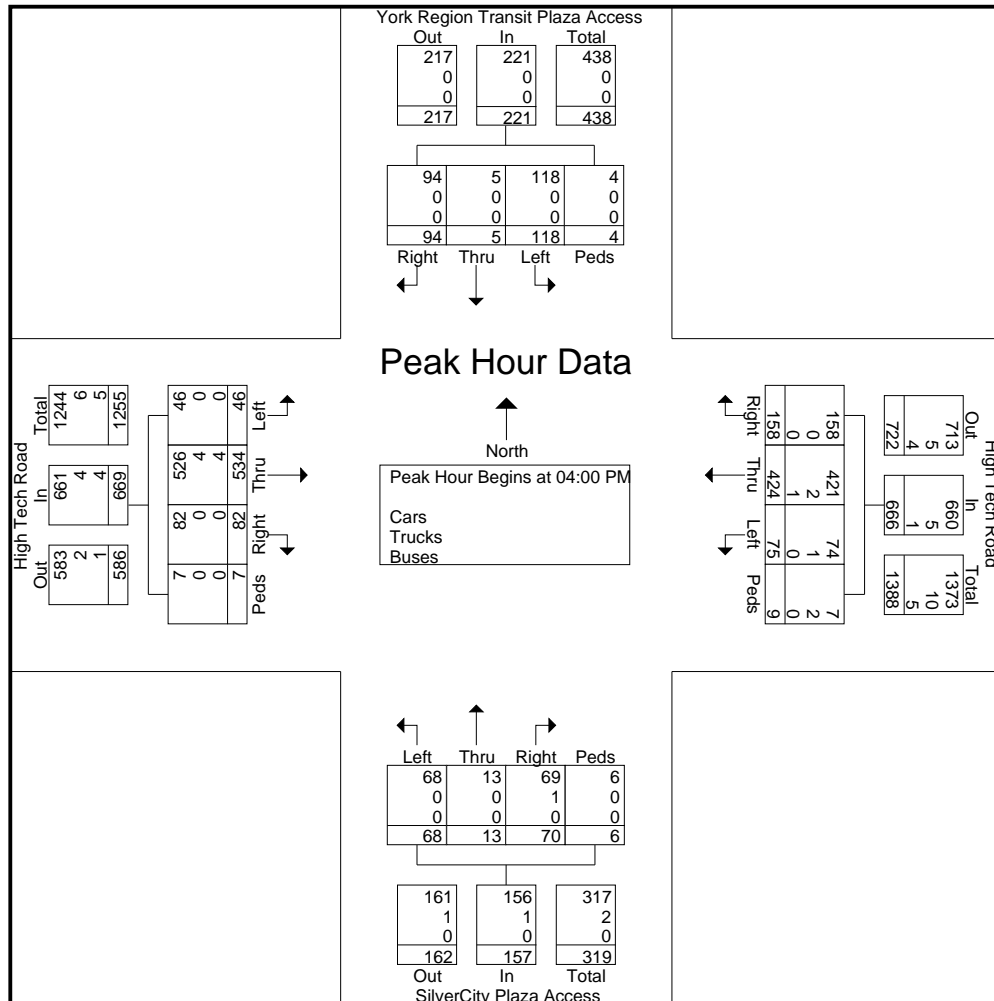 York Region Transit Plaza Access
Out In Total
217 221 438
0 0 0
0 0 0
217 221 438
94 5 118 4
0 0 0 0
0 0 0 0
94 5 118 4
Right Thru Left Peds
Peak Hour Data
North
Peak Hour Begins at 04:00 PM
Cars
Trucks
Buses
High Tech Road
Total In Out
1244 661 583
6 4 2
5 4 1
1255 669 586
46 526 82 7
0 4 0 0
0 4 0 0
46 534 82 7
Left Thru Right Peds
High Tech Road
Out In Total
713 660 1373
5 5 10
4 1 5
722 666 1388
158 421 74 7
0 2 1 2
0 1 0 0
158 424 75 9
Right Thru Left Peds
Left Thru Right Peds
68 13 69 6
0 0 1 0
0 0 0 0
68 13 70 6
161 156 317
1 1 2
0 0 0
162 157 319
Out In Total
SilverCity Plaza Access